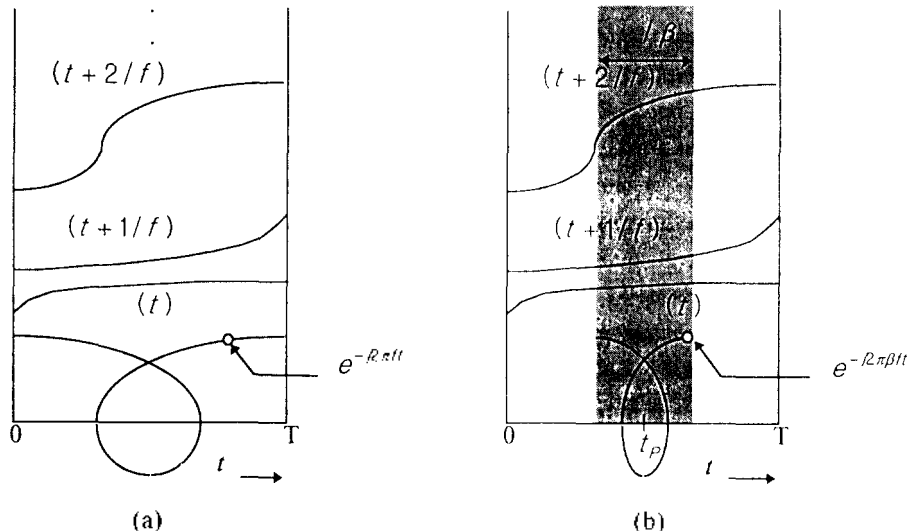 (t + 2/f)
(t + 1/f)
(t)
e^{-j2πft}
0
T
t
(a)
/β
(t + 2/f)
(t + 1/f)
(t)
e^{-j2πβft}
0
t_p
T
t
(b)